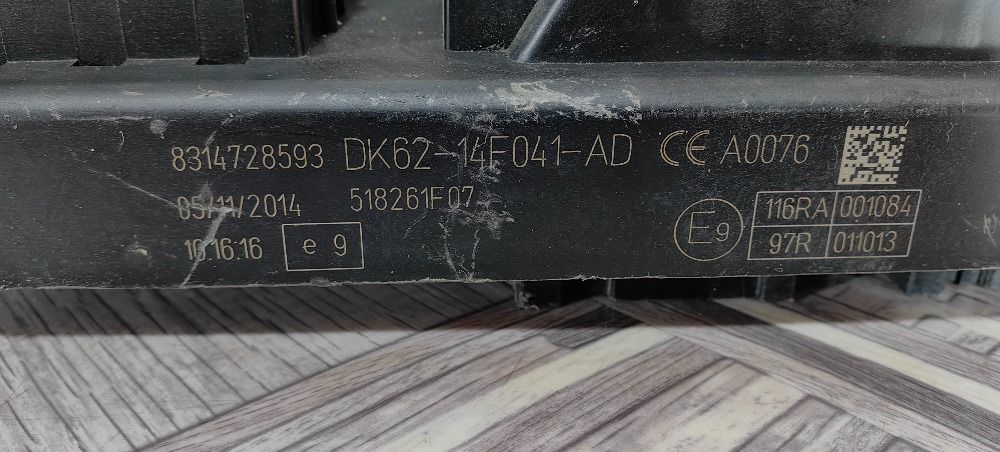 8314728593 DK62-14F041-AD CE A0076
05/11/2014 518261F07
16:16:16 e 9
E9
116RA 001084
97R 011013